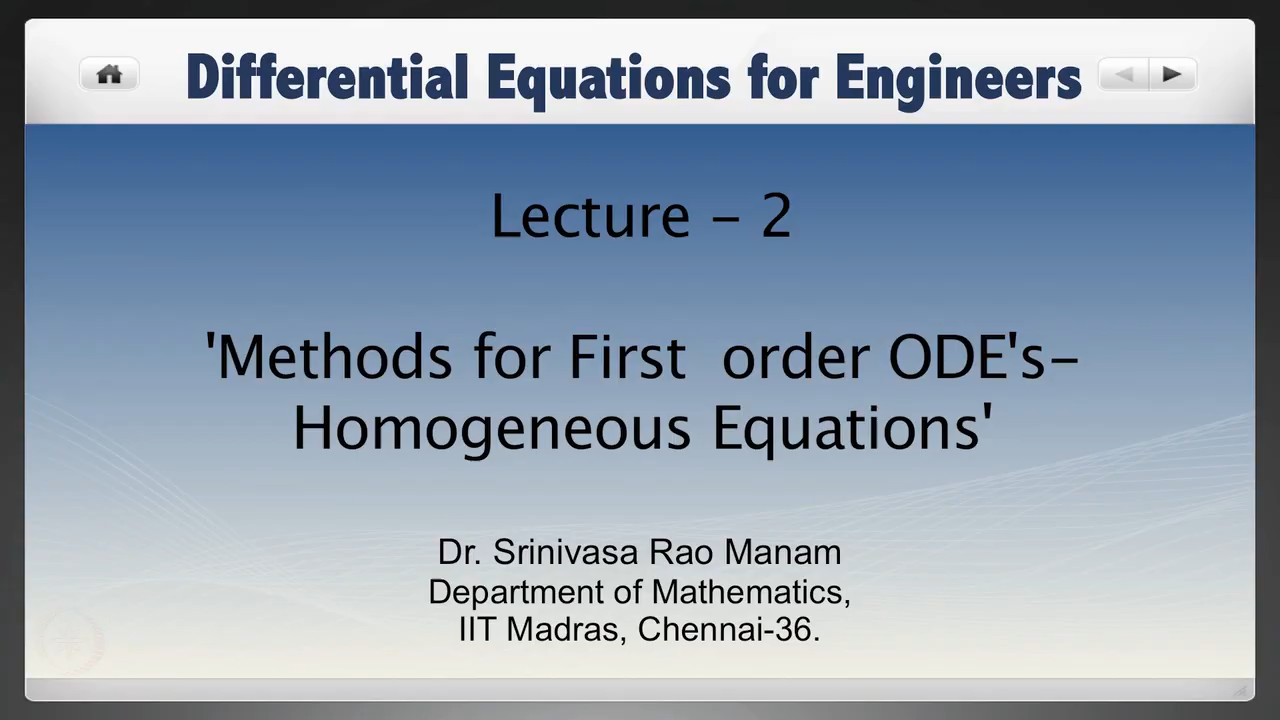 Differential Equations for Engineers
Lecture – 2
'Methods for First order ODE's–
Homogeneous Equations'
Dr. Srinivasa Rao Manam
Department of Mathematics,
IIT Madras, Chennai-36.